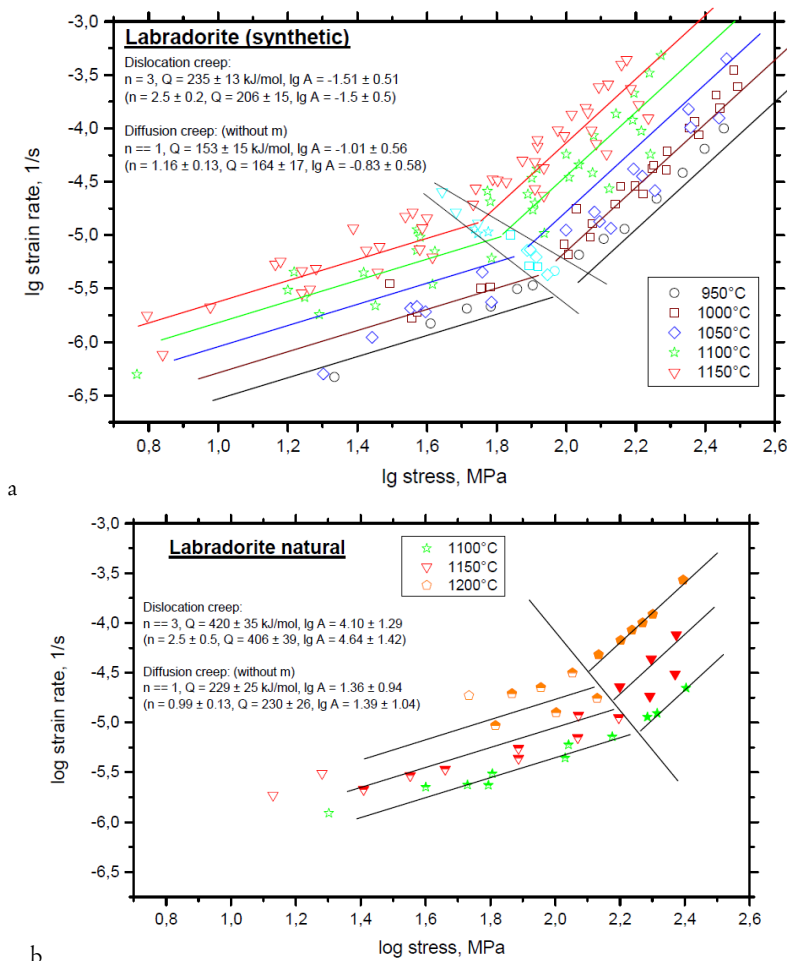 Labradorite (synthetic)
Dislocation creep:
n = 3, Q = 235 ± 13 kJ/mol, lg A = -1.51 ± 0.51
(n = 2.5 ± 0.2, Q = 206 ± 15, lg A = -1.5 ± 0.5)
Diffusion creep: (without m)
n == 1, Q = 153 ± 15 kJ/mol, lg A = -1.01 ± 0.56
(n = 1.16 ± 0.13, Q = 164 ± 17, lg A = -0.83 ± 0.58)
lg strain rate, 1/s
-3,0
-3,5
-4,0
-4,5
-5,0
-5,5
-6,0
-6,5
950°C
1000°C
1050°C
1100°C
1150°C
0,8 1,0 1,2 1,4 1,6 1,8 2,0 2,2 2,4 2,6
lg stress, MPa
a
Labradorite natural
1100°C
1150°C
1200°C
Dislocation creep:
n == 3, Q = 420 ± 35 kJ/mol, lg A = 4.10 ± 1.29
(n = 2.5 ± 0.5, Q = 406 ± 39, lg A = 4.64 ± 1.42)
Diffusion creep: (without m)
n == 1, Q = 229 ± 25 kJ/mol, lg A = 1.36 ± 0.94
(n = 0.99 ± 0.13, Q = 230 ± 26, lg A = 1.39 ± 1.04)
log strain rate, 1/s
-3,0
-3,5
-4,0
-4,5
-5,0
-5,5
-6,0
-6,5
0,8 1,0 1,2 1,4 1,6 1,8 2,0 2,2 2,4 2,6
log stress, MPa
b